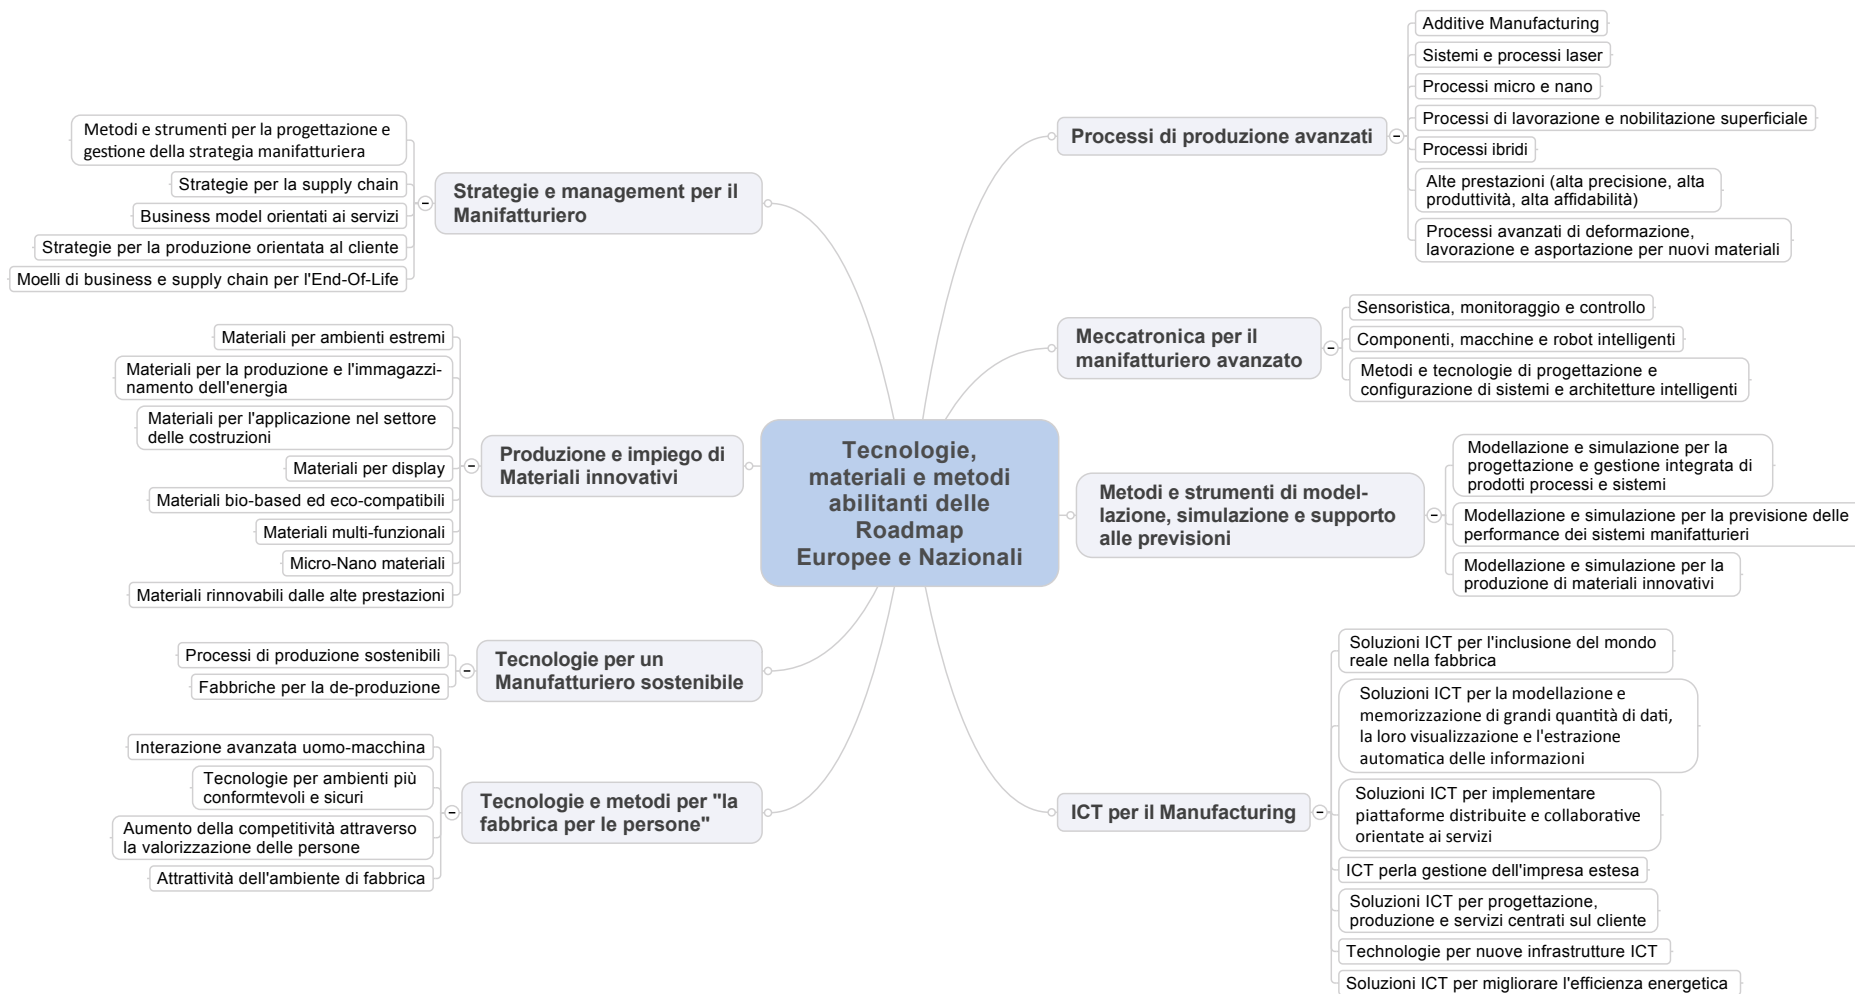 Tecnologie,
materiali e metodi
abilitanti delle
Roadmap
Europee e Nazionali
Processi di produzione avanzati
Additive Manufacturing
Sistemi e processi laser
Processi micro e nano
Processi di lavorazione e nobilitazione superficiale
Processi ibridi
Alte prestazioni (alta precisione, alta
produttività, alta affidabilità)
Processi avanzati di deformazione,
lavorazione e asportazione per nuovi materiali
Meccatronica per il
manifatturiero avanzato
Sensoristica, monitoraggio e controllo
Componenti, macchine e robot intelligenti
Metodi e tecnologie di progettazione e
configurazione di sistemi e architetture intelligenti
Metodi e strumenti di model-
lazione, simulazione e supporto
alle previsioni
Modellazione e simulazione per la
progettazione e gestione integrata di
prodotti processi e sistemi
Modellazione e simulazione per la previsione delle
performance dei sistemi manifatturieri
Modellazione e simulazione per la
produzione di materiali innovativi
ICT per il Manufacturing
Soluzioni ICT per l'inclusione del mondo
reale nella fabbrica
Soluzioni ICT per la modellazione e
memorizzazione di grandi quantità di dati,
la loro visualizzazione e l'estrazione
automatica delle informazioni
Soluzioni ICT per implementare
piattaforme distribuite e collaborative
orientate ai servizi
ICT perla gestione dell'impresa estesa
Soluzioni ICT per progettazione,
produzione e servizi centrati sul cliente
Technologie per nuove infrastrutture ICT
Soluzioni ICT per migliorare l'efficienza energetica
Strategie e management per il
Manifatturiero
Metodi e strumenti per la progettazione e
gestione della strategia manifatturiera
Strategie per la supply chain
Business model orientati ai servizi
Strategie per la produzione orientata al cliente
Moelli di business e supply chain per l'End-Of-Life
Produzione e impiego di
Materiali innovativi
Materiali per ambienti estremi
Materiali per la produzione e l'immagazzi-
namento dell'energia
Materiali per l'applicazione nel settore
delle costruzioni
Materiali per display
Materiali bio-based ed eco-compatibili
Materiali multi-funzionali
Micro-Nano materiali
Materiali rinnovabili dalle alte prestazioni
Tecnologie per un
Manufatturiero sostenibile
Processi di produzione sostenibili
Fabbriche per la de-produzione
Tecnologie e metodi per "la
fabbrica per le persone"
Interazione avanzata uomo-macchina
Tecnologie per ambienti più
conformtevoli e sicuri
Aumento della competitività attraverso
la valorizzazione delle persone
Attrattività dell'ambiente di fabbrica